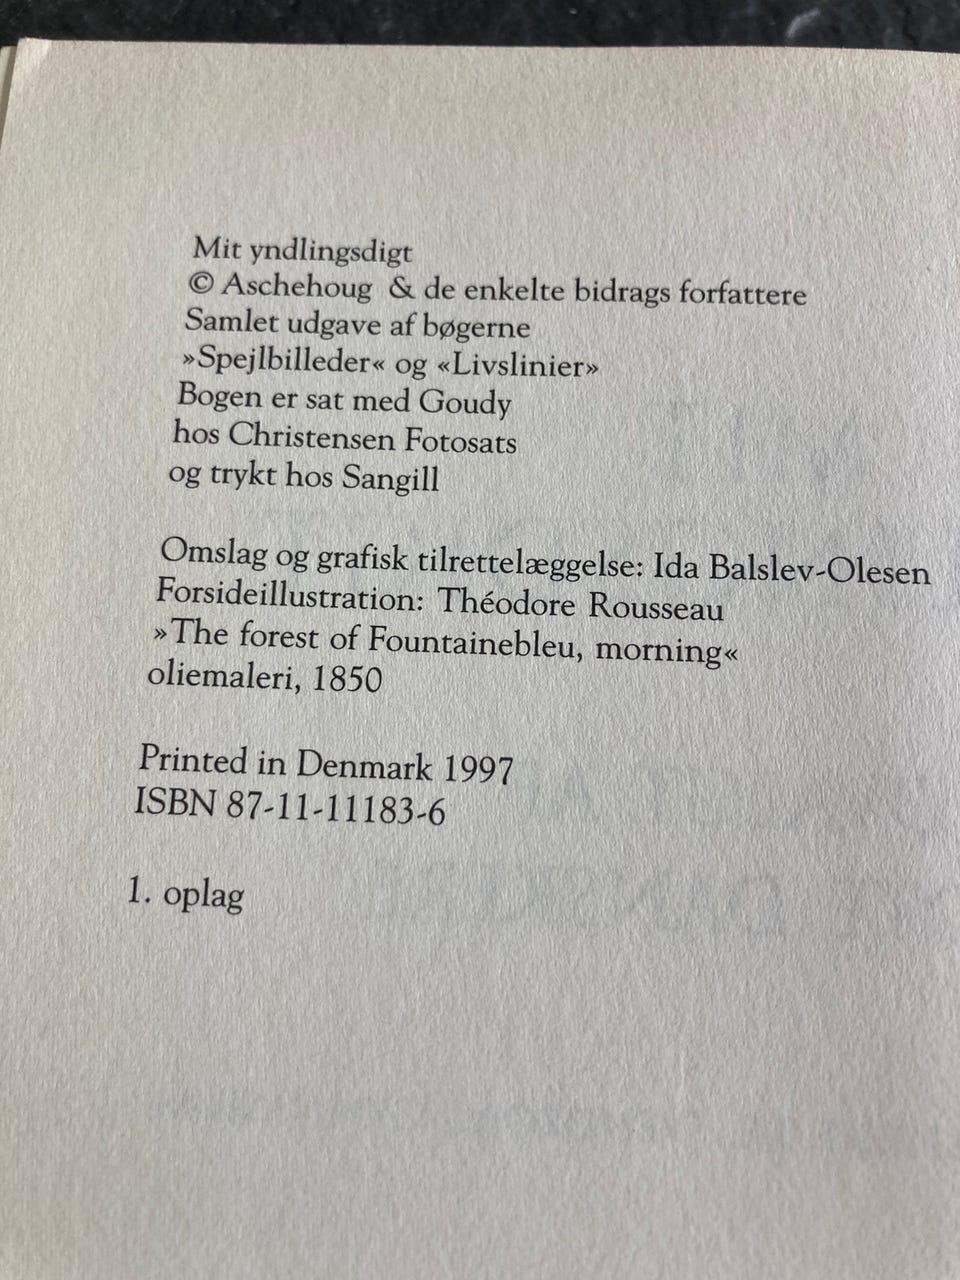 Mit yndlingsdigt
© Aschehoug & de enkelte bidrags forfattere
Samlet udgave af bøgerne
»Spejlbilleder« og «Livslinier»
Bogen er sat med Goudy
hos Christensen Fotosats
og trykt hos Sangill
Omslag og grafisk tilrettelæggelse: Ida Balslev-Olesen
Forsideillustration: Théodore Rousseau
»The forest of Fountainebleu, morning«
oliemaleri, 1850
Printed in Denmark 1997
ISBN 87-11-11183-6
1. oplag